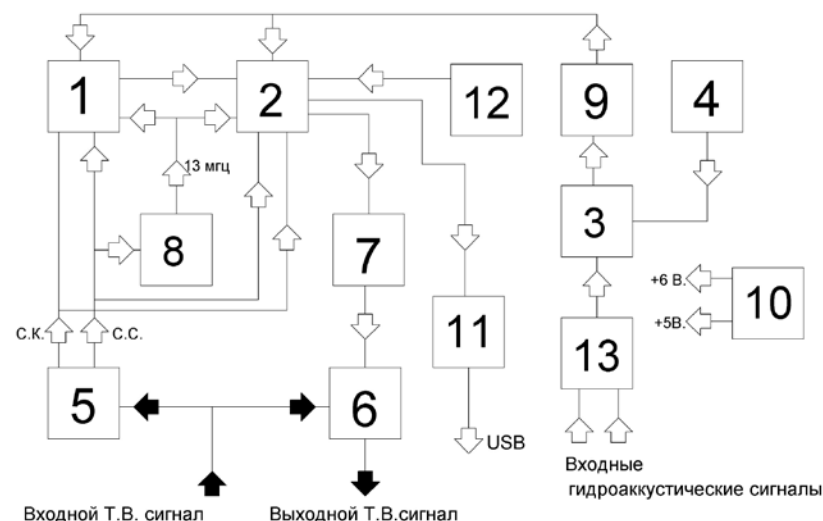 1
2
12
9
4
13 мгц
3
8
7
+6 В.
10
11
+5В.
С.К.
С.С.
13
5
6
USB
Входные
гидроаккустические сигналы
Входной Т.В. сигнал
Выходной Т.В.сигнал